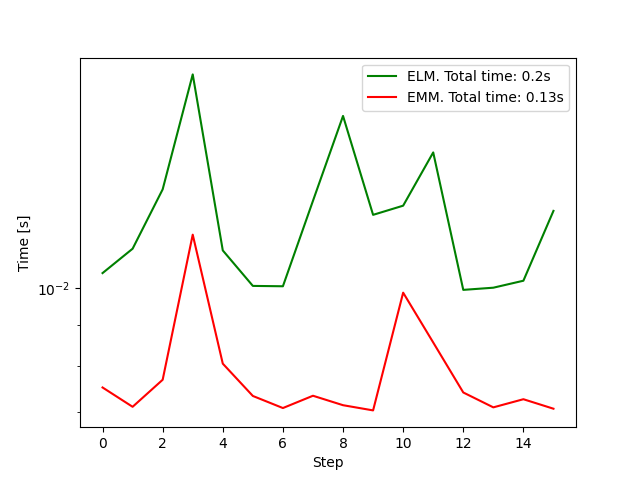 ELM. Total time: 0.2s
EMM. Total time: 0.13s
Time [s]
10⁻²
0 2 4 6 8 10 12 14
Step